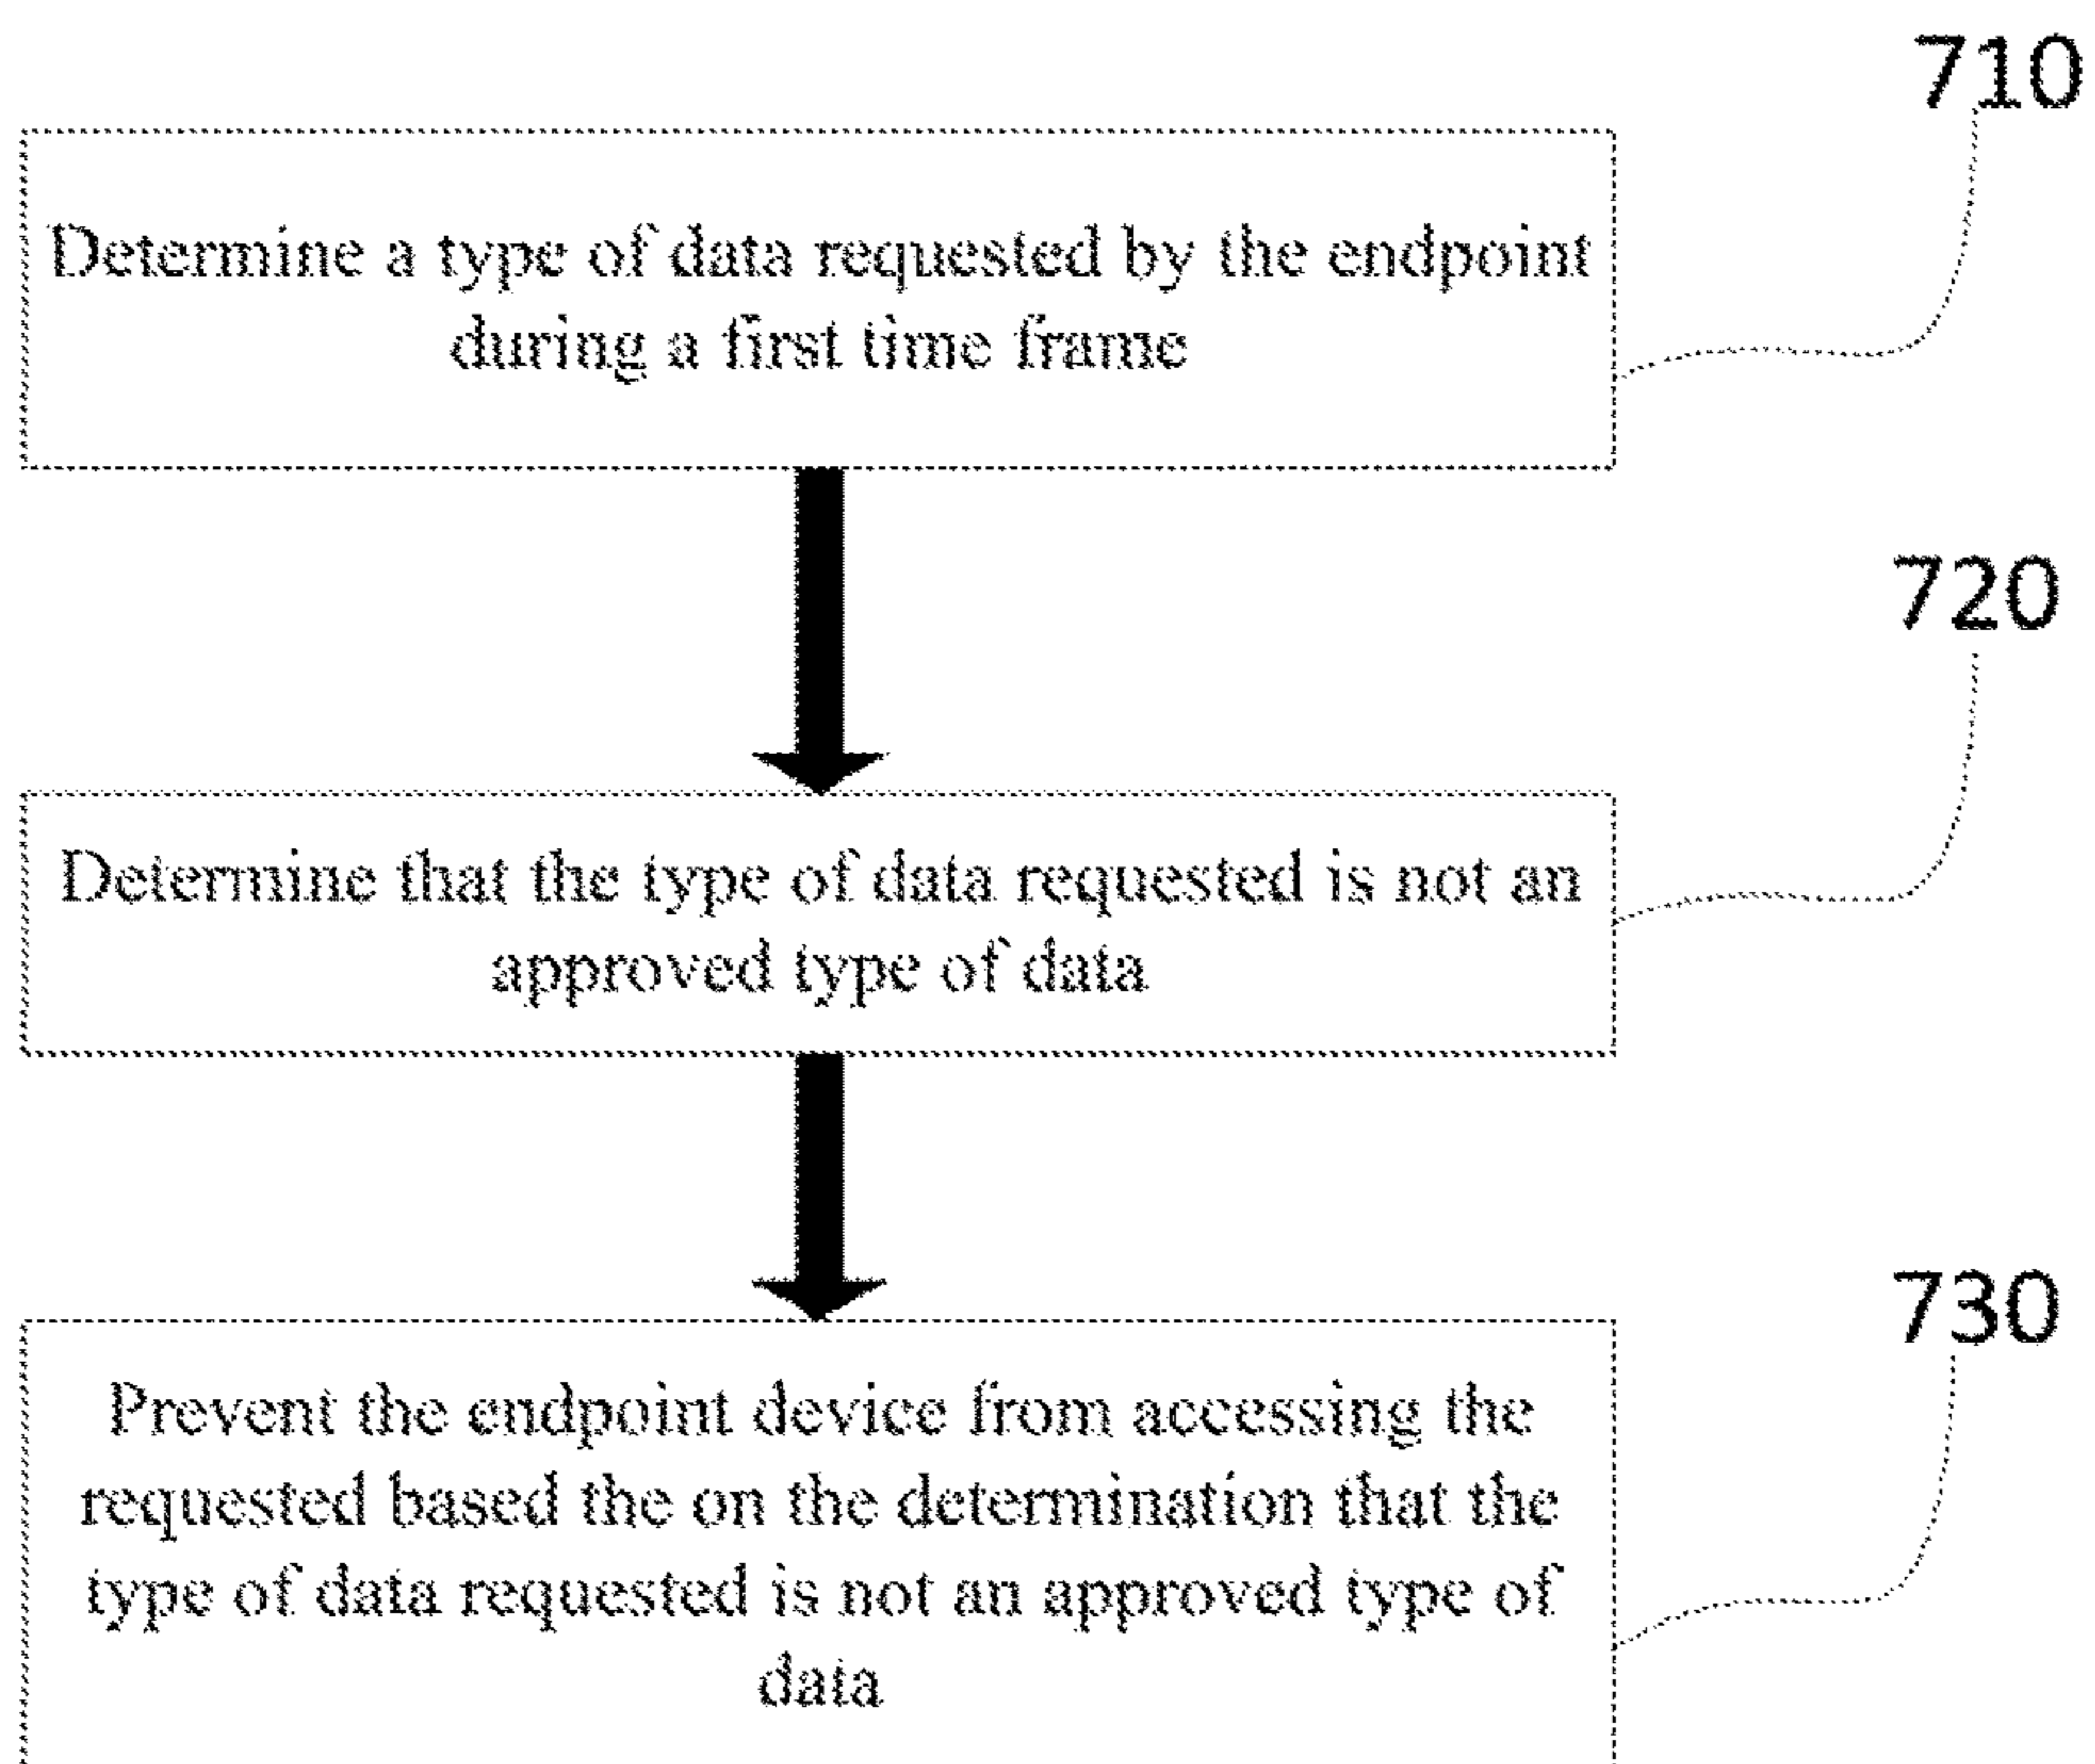 710
Determine a type of data requested by the endpoint
during a first time frame
720
Determine that the type of data requested is not an
approved type of data
730
Prevent the endpoint device from accessing the
requested based the on the determination that the
type of data requested is not an approved type of
data